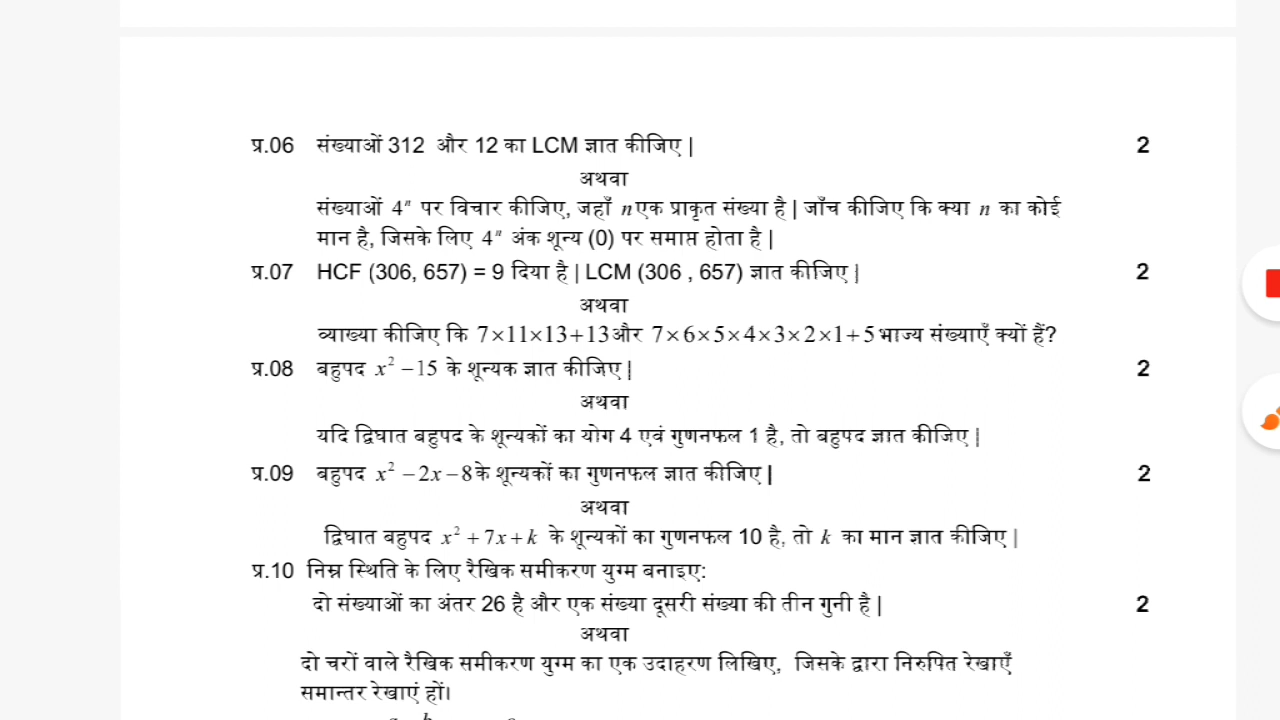 प्र.06 संख्याओं 312 और 12 का LCM ज्ञात कीजिए | 2
अथवा
संख्याओं 4ⁿ पर विचार कीजिए, जहाँ n एक प्राकृत संख्या है | जाँच कीजिए कि क्या n का कोई
मान है, जिसके लिए 4ⁿ अंक शून्य (0) पर समाप्त होता है |
प्र.07 HCF (306, 657) = 9 दिया है | LCM (306 , 657) ज्ञात कीजिए | 2
अथवा
व्याख्या कीजिए कि 7×11×13+13 और 7×6×5×4×3×2×1+5 भाज्य संख्याएँ क्यों हैं?
प्र.08 बहुपद x² −15 के शून्यक ज्ञात कीजिए | 2
अथवा
यदि द्विघात बहुपद के शून्यकों का योग 4 एवं गुणनफल 1 है, तो बहुपद ज्ञात कीजिए |
प्र.09 बहुपद x² −2x−8 के शून्यकों का गुणनफल ज्ञात कीजिए | 2
अथवा
द्विघात बहुपद x² +7x+k के शून्यकों का गुणनफल 10 है, तो k का मान ज्ञात कीजिए |
प्र.10 निम्न स्थिति के लिए रैखिक समीकरण युग्म बनाइए:
दो संख्याओं का अंतर 26 है और एक संख्या दूसरी संख्या की तीन गुनी है | 2
अथवा
दो चरों वाले रैखिक समीकरण युग्म का एक उदाहरण लिखिए, जिसके द्वारा निरुपित रेखाएँ
समान्तर रेखाएं हों।